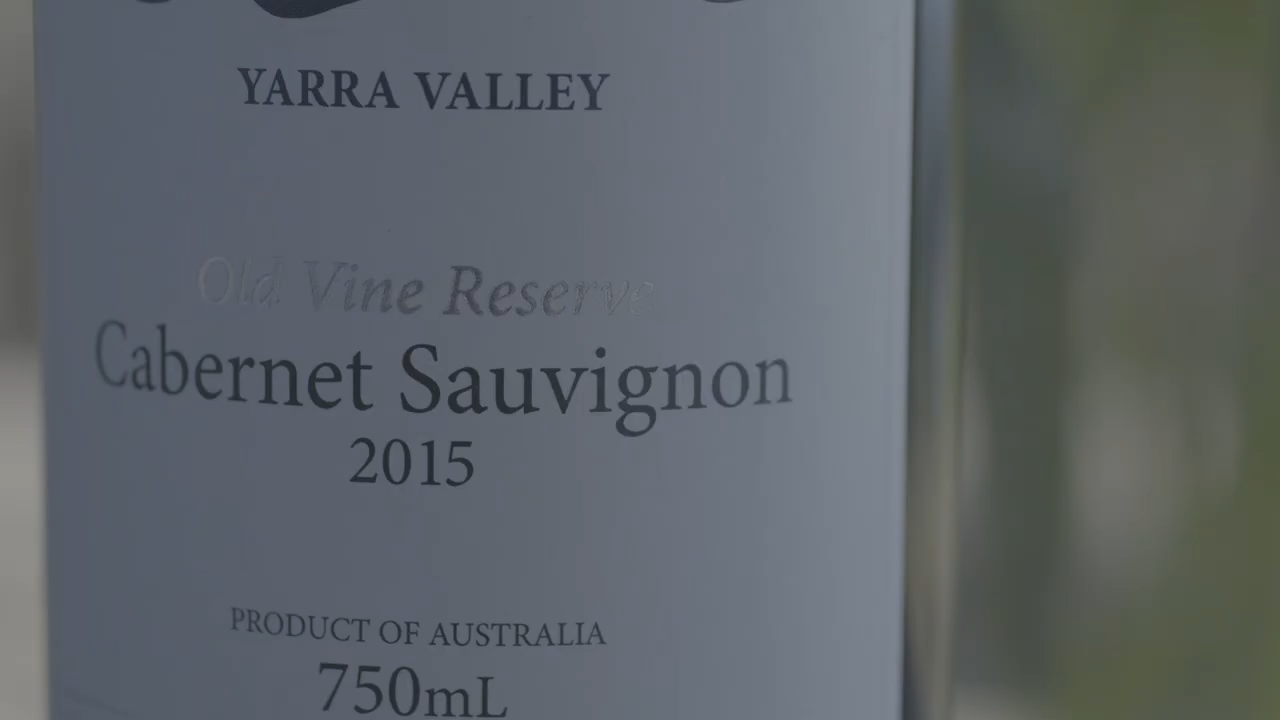 YARRA VALLEY
Old Vine Reserve
Cabernet Sauvignon
2015
PRODUCT OF AUSTRALIA
750mL